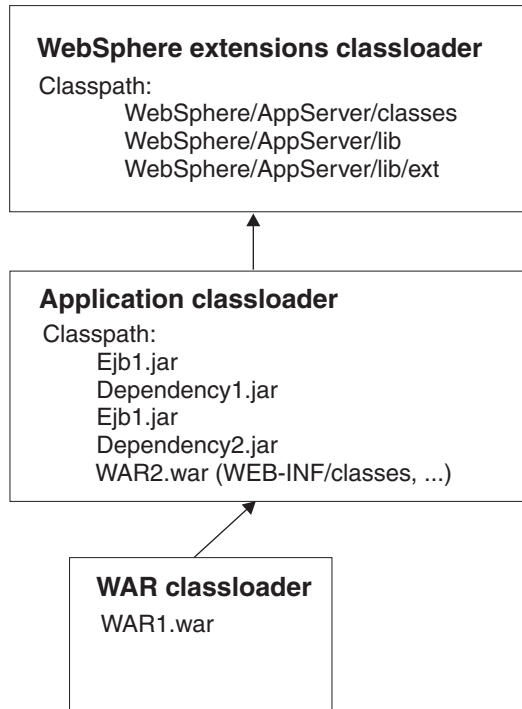 WebSphere extensions classloader
Classpath:
WebSphere/AppServer/classes
WebSphere/AppServer/lib
WebSphere/AppServer/lib/ext
Application classloader
Classpath:
Ejb1.jar
Dependency1.jar
Ejb1.jar
Dependency2.jar
WAR2.war (WEB-INF/classes, ...)
WAR classloader
WAR1.war